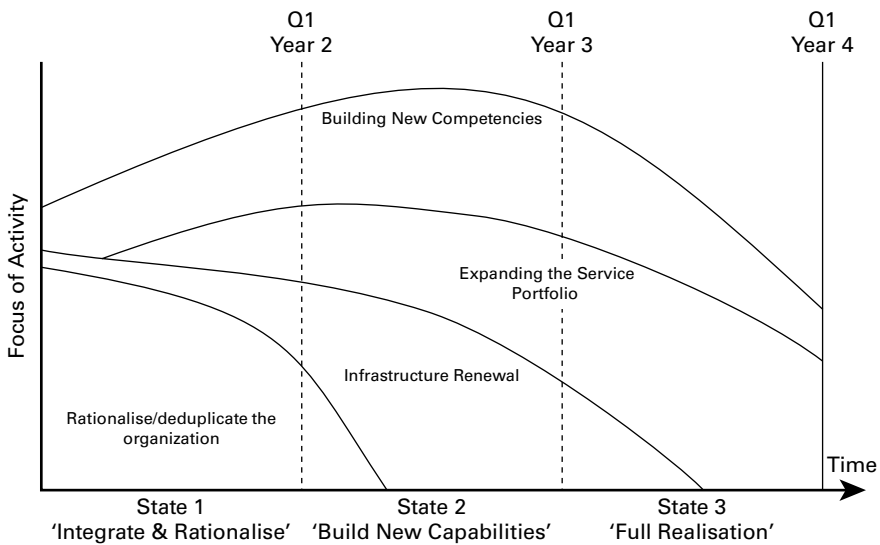 Q1
Year 2
Q1
Year 3
Q1
Year 4
Building New Competencies
Focus of Activity
Expanding the Service
Portfolio
Infrastructure Renewal
Rationalise/deduplicate the
organization
Time
State 1
'Integrate & Rationalise'
State 2
'Build New Capabilities'
State 3
'Full Realisation'